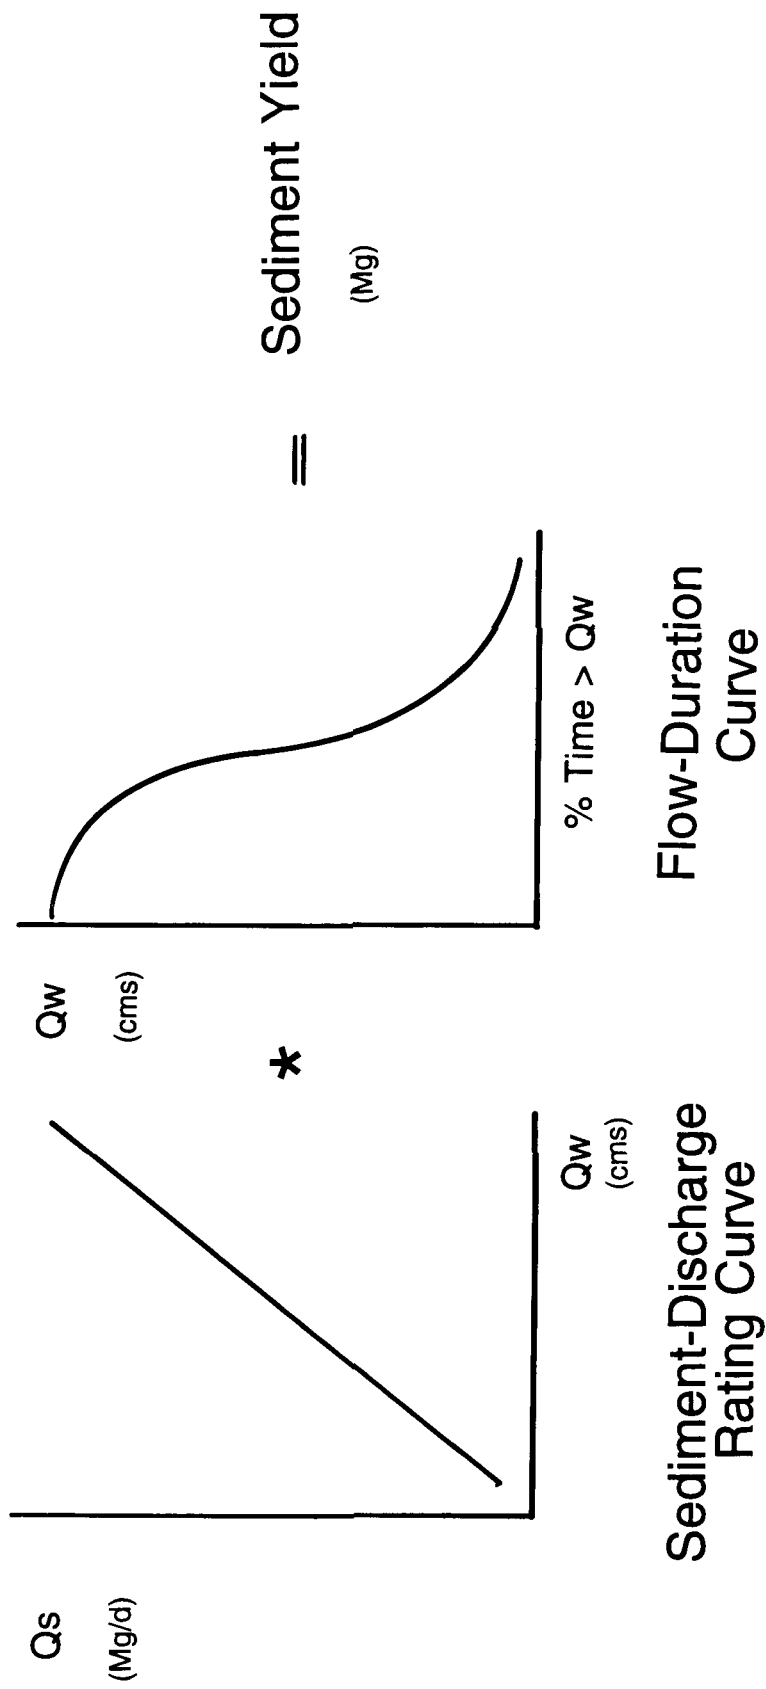 Qs
(Mg/d)
Qw
(cms)
Sediment-Discharge
Rating Curve
*
Qw
(cms)
% Time > Qw
Flow-Duration
Curve
=
Sediment Yield
(Mg)